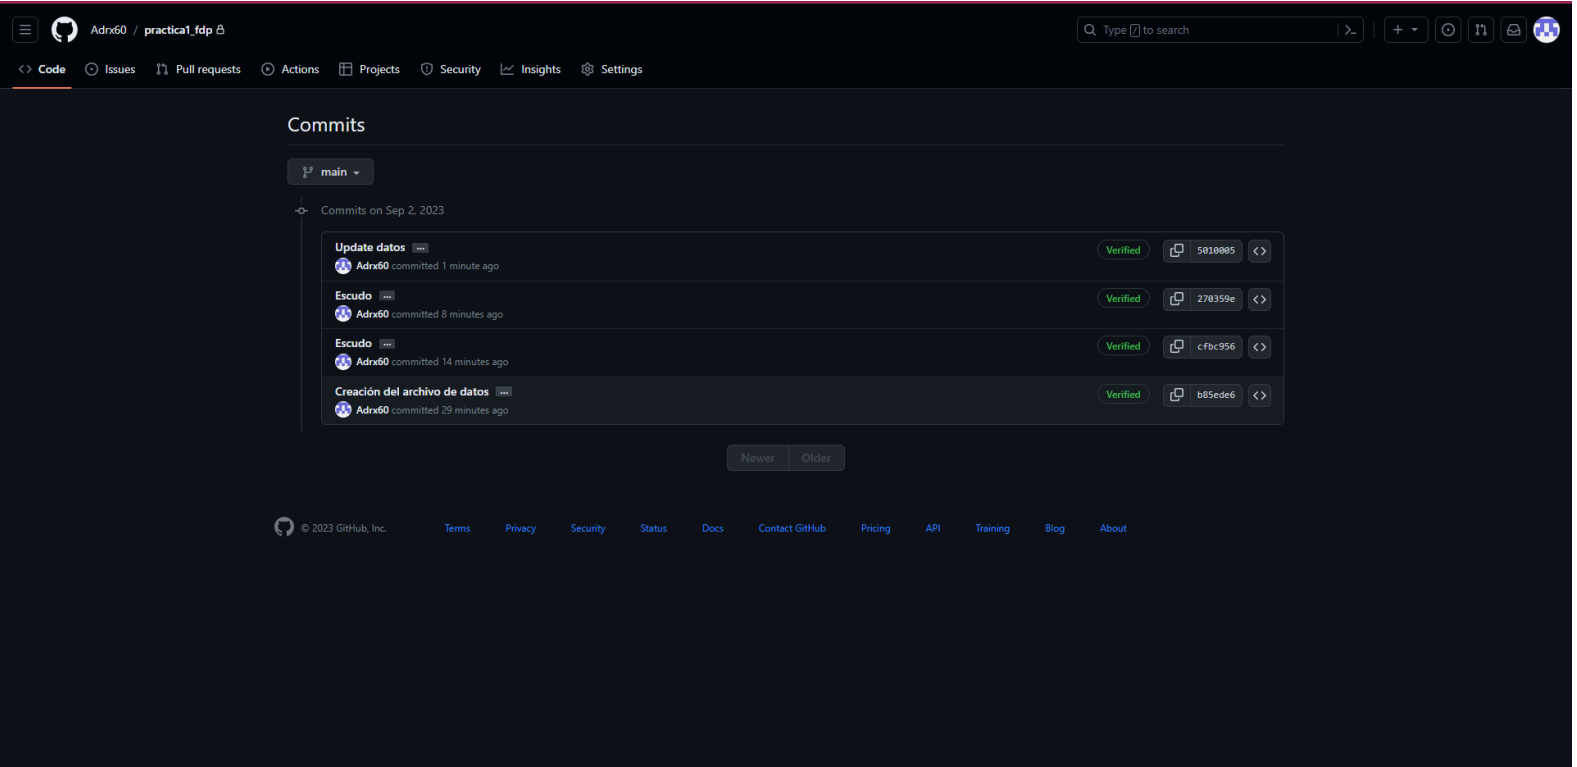 Adrx60 / practica1_fdp
Type / to search
Code Issues Pull requests Actions Projects Security Insights Settings
Commits
main
Commits on Sep 2, 2023
Update datos ...
Verified 5010005
Adrx60 committed 1 minute ago
Escudo ...
Verified 270359e
Adrx60 committed 8 minutes ago
Escudo ...
Verified cfbc956
Adrx60 committed 14 minutes ago
Creación del archivo de datos ...
Verified b85ede6
Adrx60 committed 29 minutes ago
Newer Older
© 2023 GitHub, Inc. Terms Privacy Security Status Docs Contact GitHub Pricing API Training Blog About